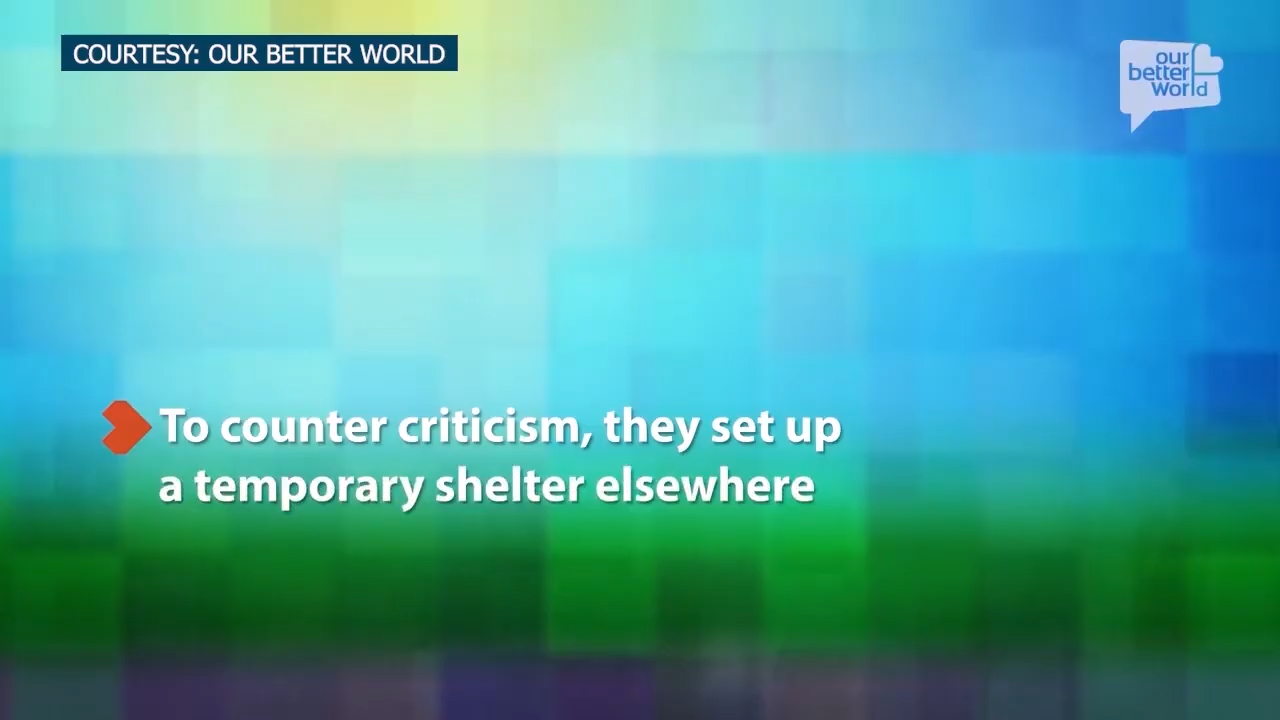 COURTESY: OUR BETTER WORLD
our
better
world
To counter criticism, they set up
a temporary shelter elsewhere